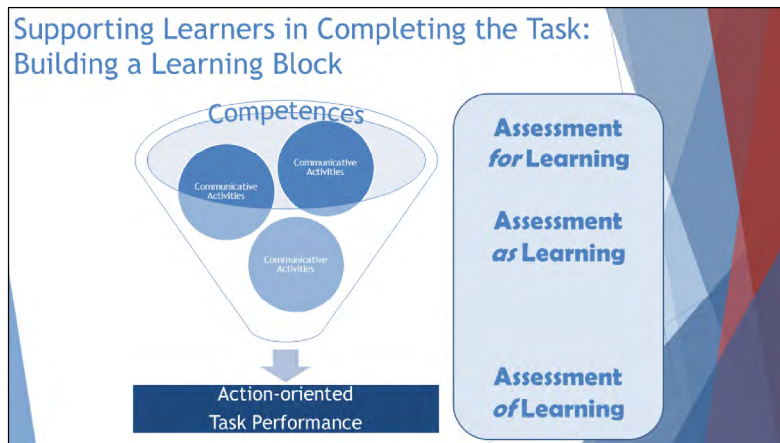 Supporting Learners in Completing the Task:
Building a Learning Block
Competences
Communicative
Activities
Communicative
Activities
Communicative
Activities
Action-oriented
Task Performance
Assessment
for Learning
Assessment
as Learning
Assessment
of Learning